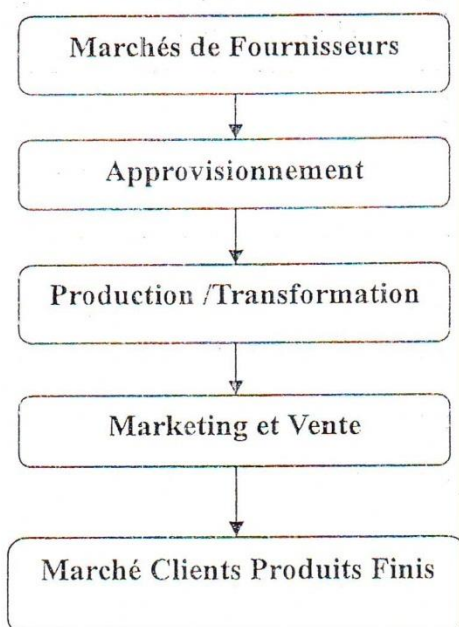 Marchés de Fournisseurs
Approvisionnement
Production /Transformation
Marketing et Vente
Marché Clients Produits Finis